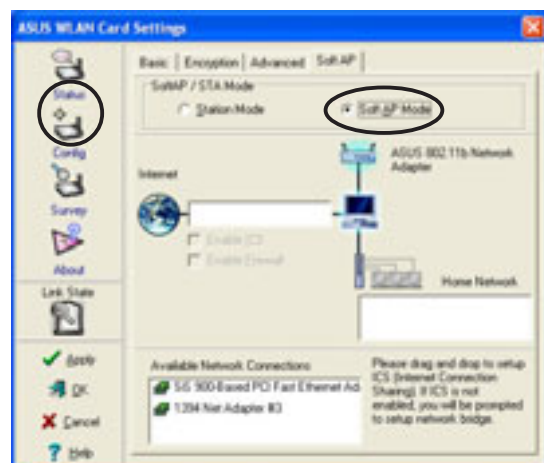 ASUS WLAN Card Settings
Status
Config
Survey
About
Link State
Apply
OK
Cancel
Help
Basic
Encryption
Advanced
Soft AP
SoftAP / STA Mode
Station Mode
Soft AP Mode
Internet
ASUS 802.11b Network
Adapter
Enable ICS
Enable Firewall
Home Network
Available Network Connections
SiS 900-Based PCI Fast Ethernet Ad
1394 Net Adapter #3
Please drag and drop to setup
ICS (Internet Connection
Sharing). If ICS is not
enabled, you will be prompted
to setup network bridge.